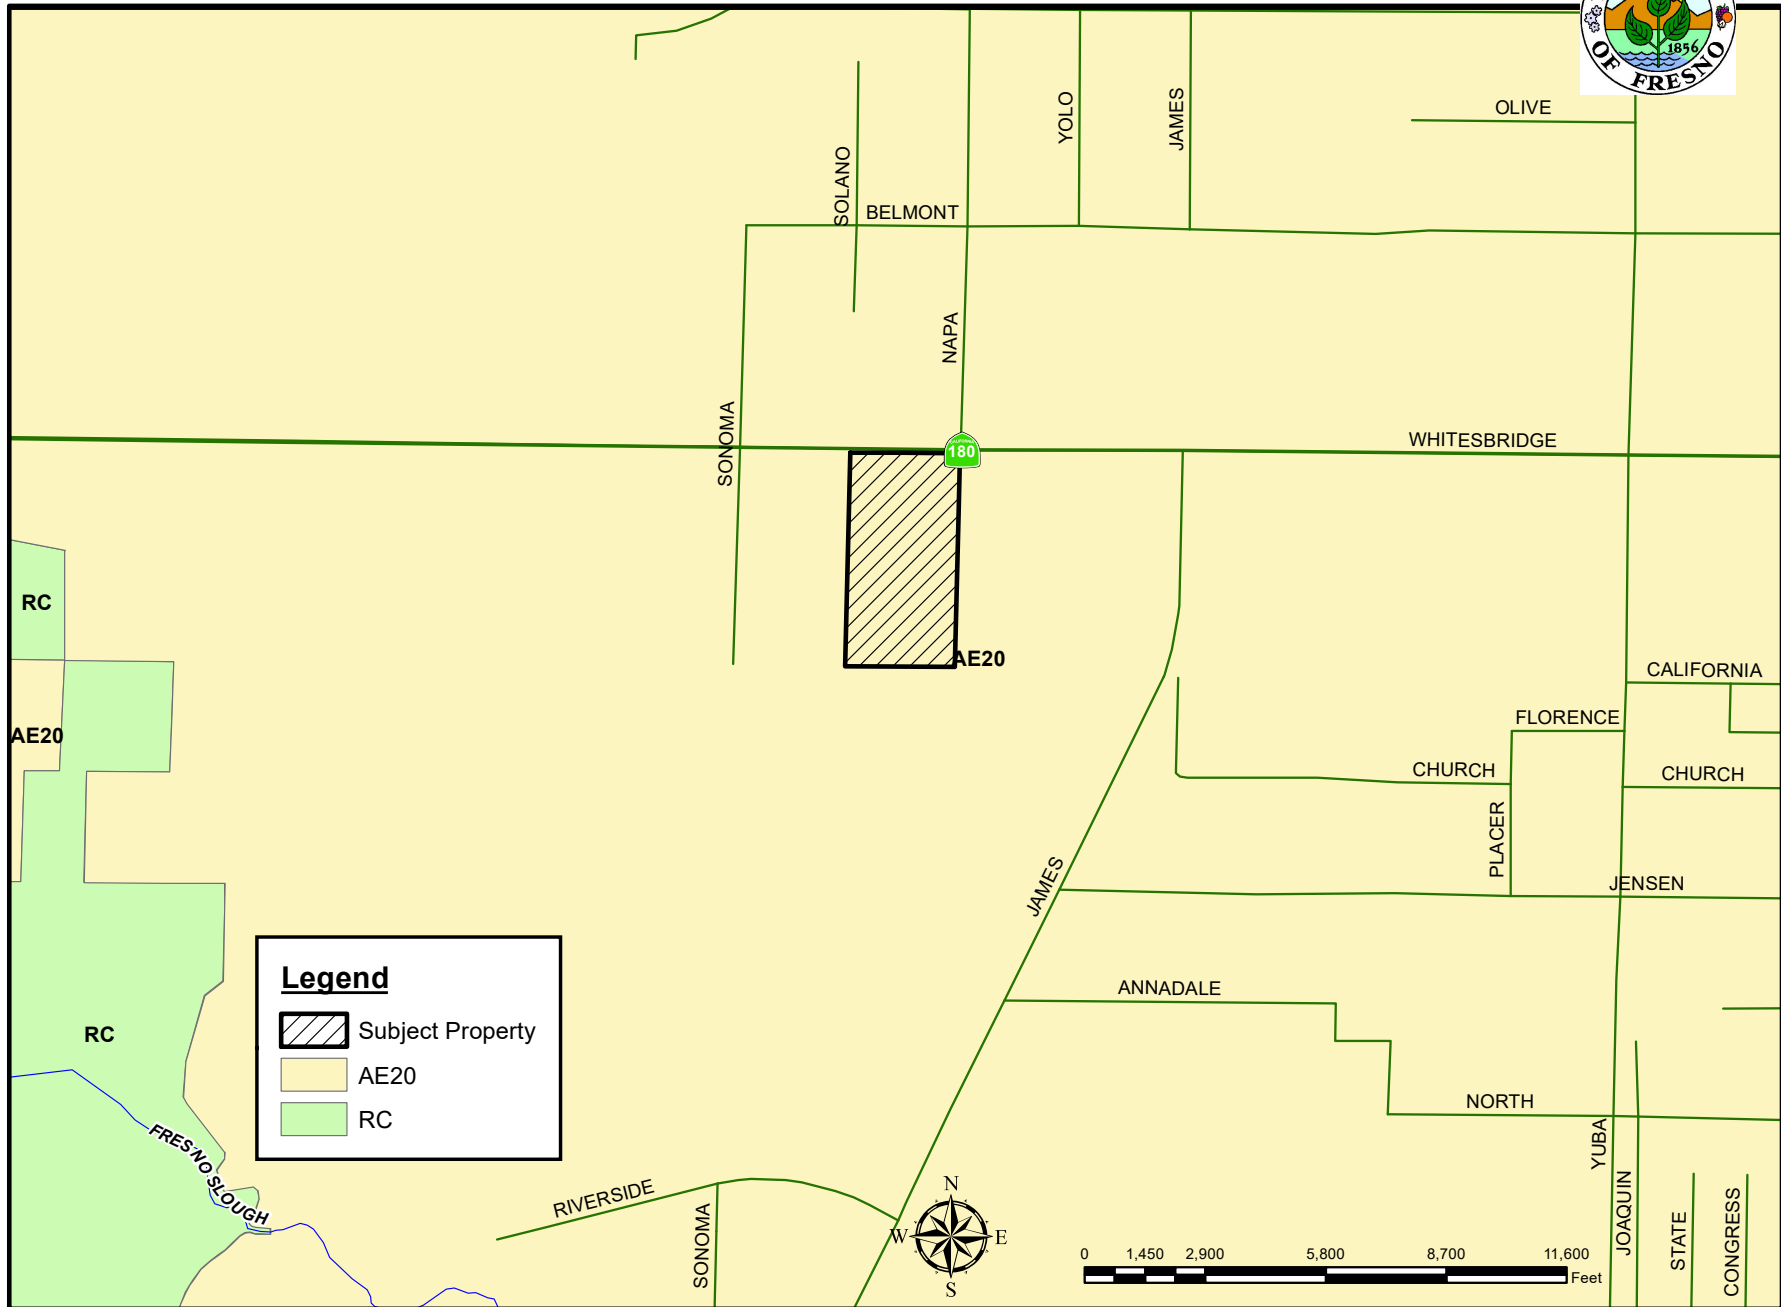 1856
OF FRESNO
OLIVE
YOLO
JAMES
SOLANO
BELMONT
NAPA
SONOMA
CALIFORNIA
180
WHITESBRIDGE
RC
AE20
CALIFORNIA
FLORENCE
AE20
CHURCH
CHURCH
PLACER
JAMES
JENSEN
Legend
Subject Property
AE20
RC
ANNADALE
RC
NORTH
FRESNO SLOUGH
YUBA
RIVERSIDE
SONOMA
JOAQUIN
STATE
CONGRESS
N
W
E
S
0 1,450 2,900 5,800 8,700 11,600
Feet